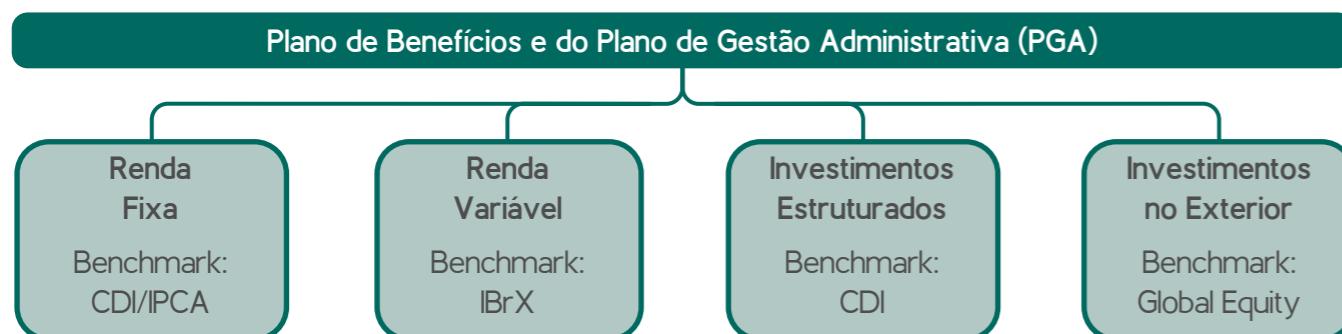 Plano de Benefícios e do Plano de Gestão Administrativa (PGA)
Renda
Fixa
Benchmark:
CDI/IPCA
Renda
Variável
Benchmark:
IBrX
Investimentos
Estruturados
Benchmark:
CDI
Investimentos
no Exterior
Benchmark:
Global Equity